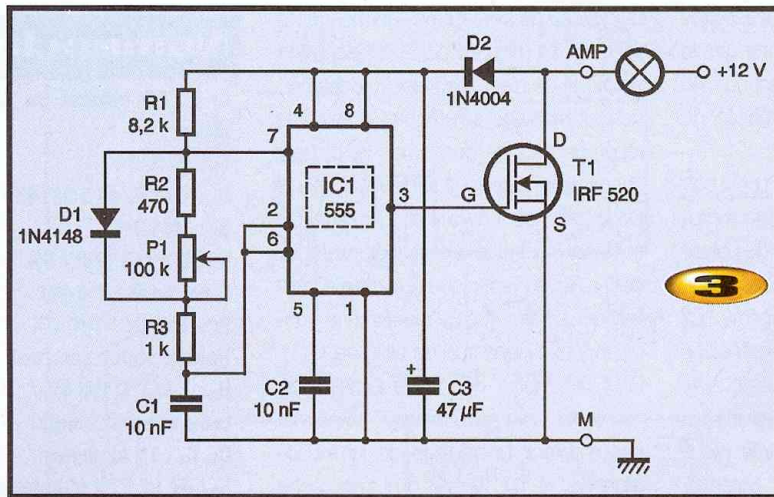 D2
1N4004
AMP
+12 V
R1
8,2 k
4
8
7
D
R2
470
IC1
555
T1
IRF 520
D1
1N4148
2
3
G
6
P1
100 k
S
3
5
1
R3
1 k
+
C1
10 nF
C2
10 nF
C3
47 µF
M